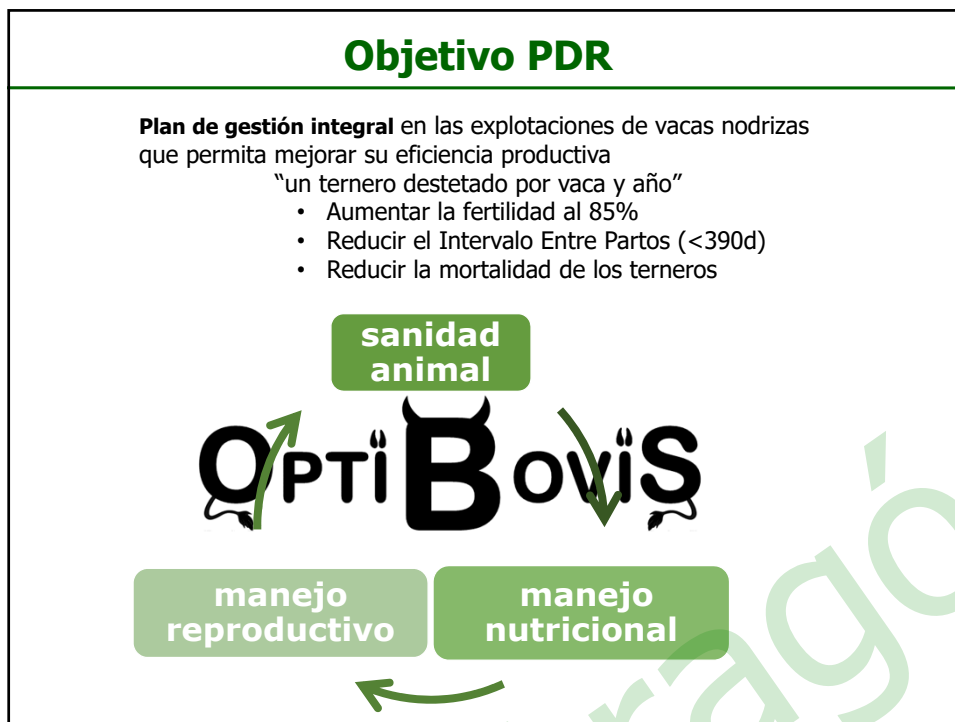 Objetivo PDR
Plan de gestión integral en las explotaciones de vacas nodrizas
que permita mejorar su eficiencia productiva
“un ternero destetado por vaca y año”
• Aumentar la fertilidad al 85%
• Reducir el Intervalo Entre Partos (<390d)
• Reducir la mortalidad de los terneros
sanidad
animal
OPTiBOViS
manejo
reproductivo
manejo
nutricional